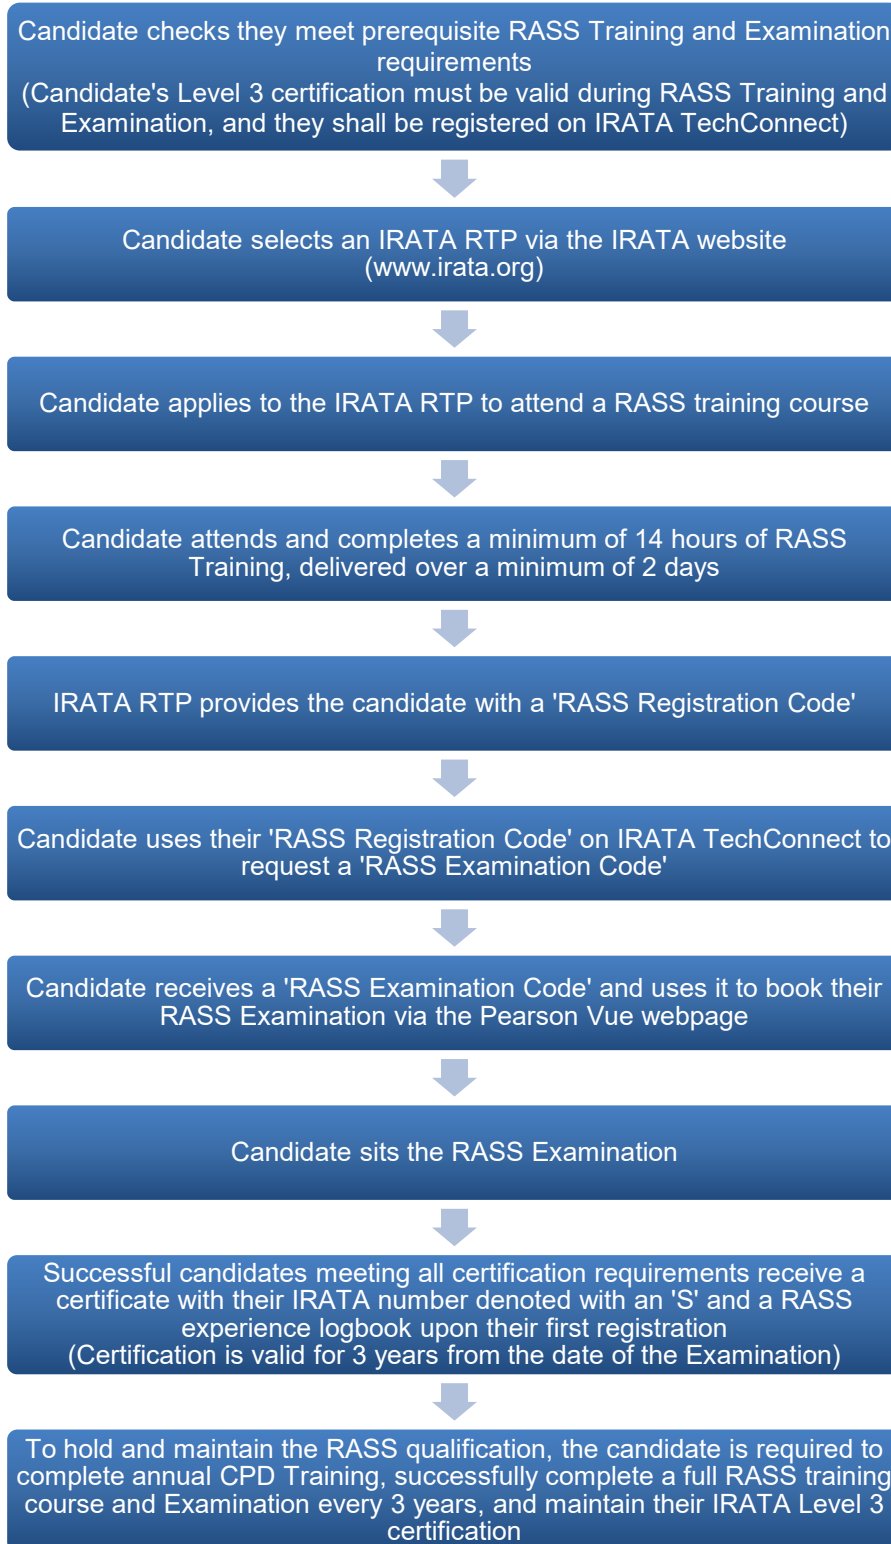 Candidate checks they meet prerequisite RASS Training and Examination
requirements
(Candidate's Level 3 certification must be valid during RASS Training and
Examination, and they shall be registered on IRATA TechConnect)
Candidate selects an IRATA RTP via the IRATA website
(www.irata.org)
Candidate applies to the IRATA RTP to attend a RASS training course
Candidate attends and completes a minimum of 14 hours of RASS
Training, delivered over a minimum of 2 days
IRATA RTP provides the candidate with a 'RASS Registration Code'
Candidate uses their 'RASS Registration Code' on IRATA TechConnect to
request a 'RASS Examination Code'
Candidate receives a 'RASS Examination Code' and uses it to book their
RASS Examination via the Pearson Vue webpage
Candidate sits the RASS Examination
Successful candidates meeting all certification requirements receive a
certificate with their IRATA number denoted with an 'S' and a RASS
experience logbook upon their first registration
(Certification is valid for 3 years from the date of the Examination)
To hold and maintain the RASS qualification, the candidate is required to
complete annual CPD Training, successfully complete a full RASS training
course and Examination every 3 years, and maintain their IRATA Level 3
certification